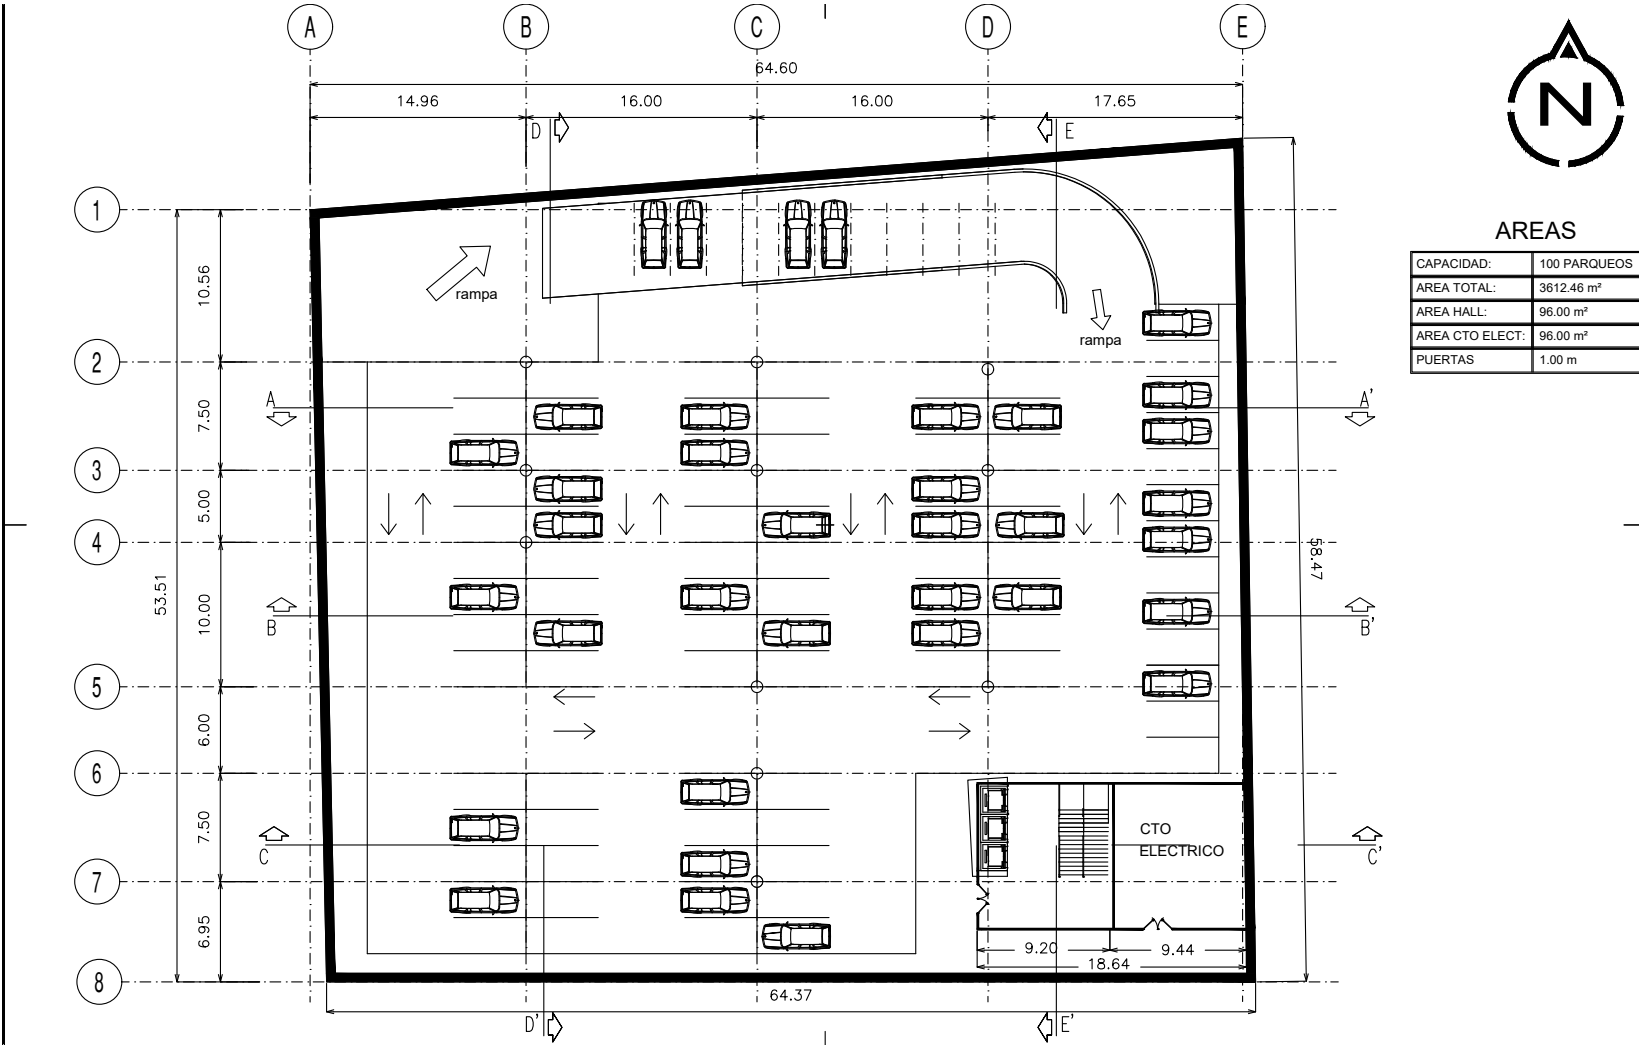 A
B
C
D
E
64.60
14.96
16.00
16.00
17.65
D
E
N
1
2
3
4
5
6
7
8
10.56
7.50
5.00
10.00
6.00
7.50
6.95
53.51
58.47
rampa
rampa
A
A'
B
B'
C
C'
CTO
ELECTRICO
9.20
9.44
18.64
64.37
D'
E'
AREAS
CAPACIDAD: 100 PARQUEOS
AREA TOTAL: 3612.46 m²
AREA HALL: 96.00 m²
AREA CTO ELECT: 96.00 m²
PUERTAS 1.00 m